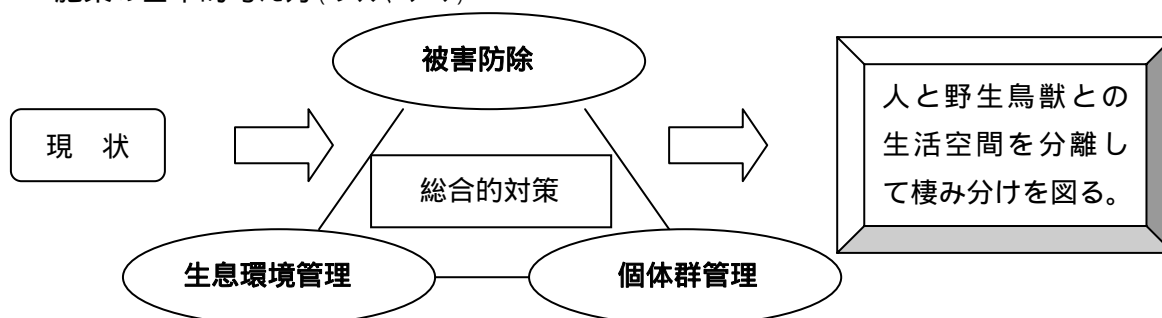 被害防除
現　状
総合的対策
生息環境管理
個体群管理
人と野生鳥獣との
生活空間を分離し
て棲み分けを図る。